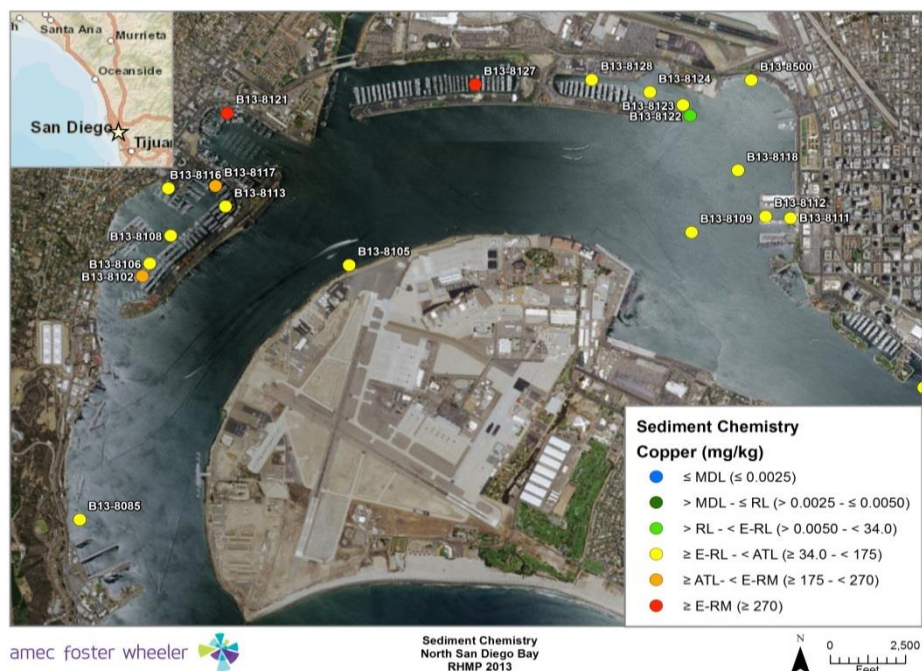 h
Santa Ana
Murrieta
Oceanside
San Diego
Tijuar
B13-8127
B13-8128
B13-8124
B13-8500
B13-8123
B13-8122
B13-8121
B13-8118
B13-8116
B13-8117
B13-8113
B13-8112
B13-8109
B13-8111
B13-8108
B13-8106
B13-8105
B13-8102
B13-8085
Sediment Chemistry
Copper (mg/kg)
≤ MDL (≤ 0.0025)
> MDL - ≤ RL (> 0.0025 - ≤ 0.0050)
> RL - < E-RL (> 0.0050 - < 34.0)
≥ E-RL - < ATL (≥ 34.0 - < 175)
≥ ATL- < E-RM (≥ 175 - < 270)
≥ E-RM (≥ 270)
amec foster wheeler
Sediment Chemistry
North San Diego Bay
RHMP 2013
N
0 2,500
Feet